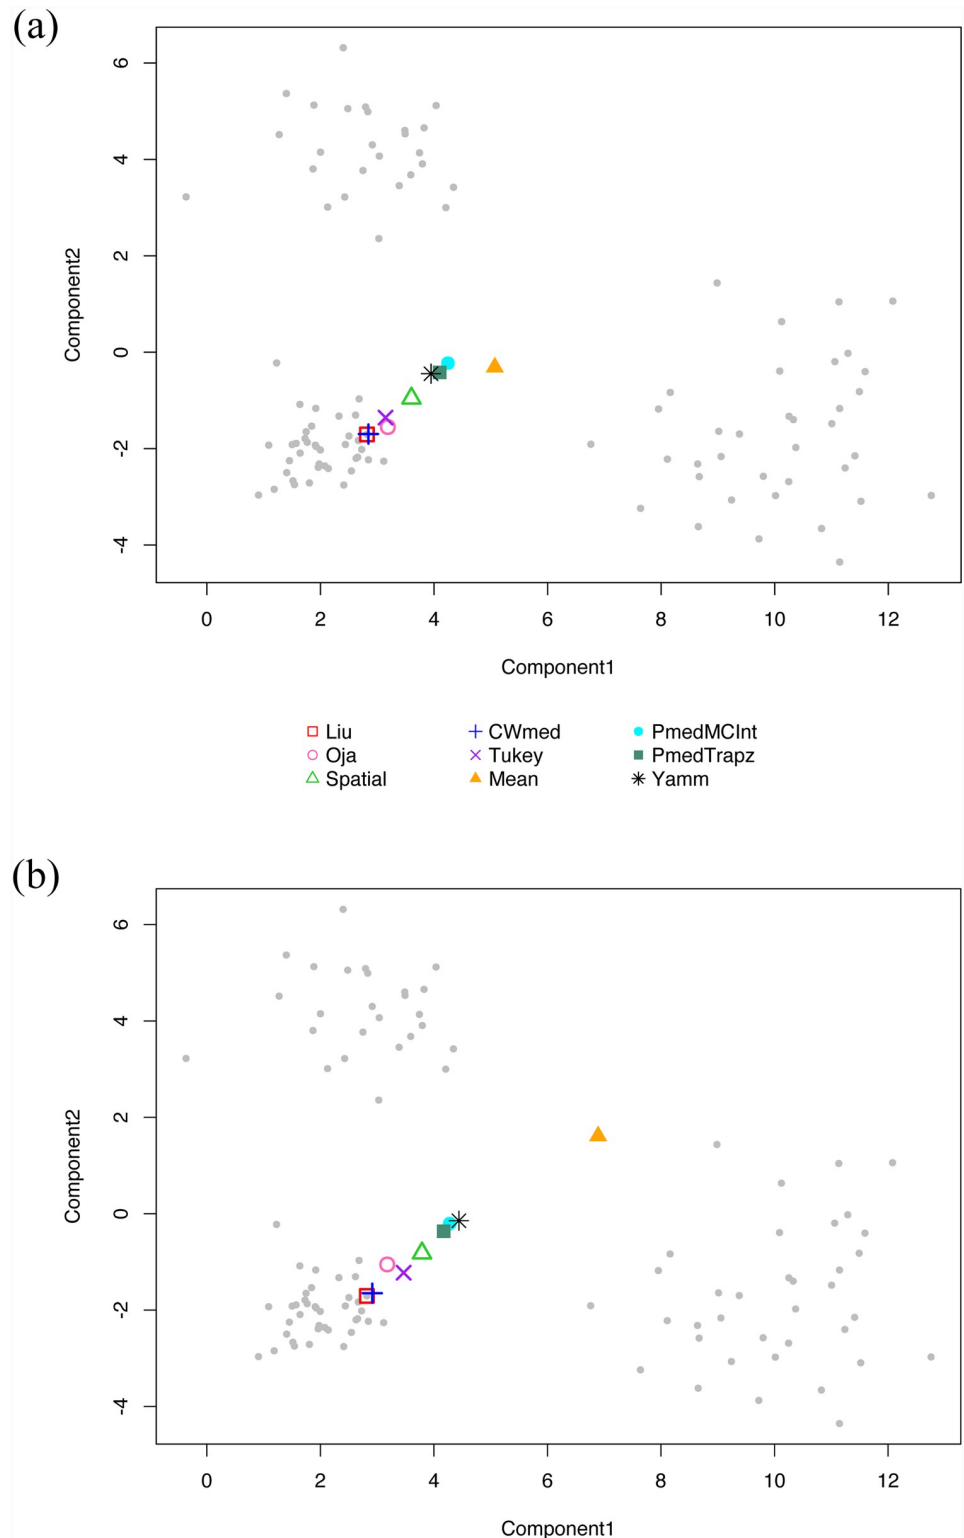 (a)
6
4
2
0
-2
-4
Component2
0 2 4 6 8 10 12
Component1
Liu CWmed PmedMCInt
Oja Tukey PmedTrapz
Spatial Mean Yamm
(b)
6
4
2
0
-2
-4
Component2
0 2 4 6 8 10 12
Component1